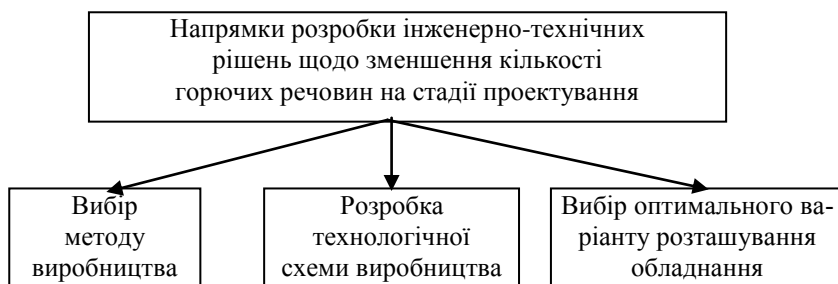 Напрямки розробки інженерно-технічних
рішень щодо зменшення кількості
горючих речовин на стадії проектування
Вибір
методу
виробництва
Розробка
технологічної
схеми виробництва
Вибір оптимального ва-
ріанту розташування
обладнання